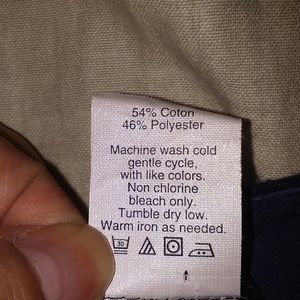 54% Coton
46% Polyester
Machine wash cold
gentle cycle,
with like colors.
Non chlorine
bleach only.
Tumble dry low.
Warm iron as needed.
30